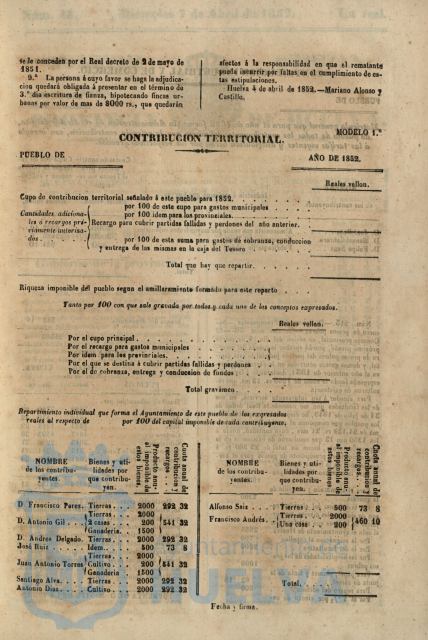 se le conceden por el Real decreto de 2 de mayo de
1851.
9.ª La persona á cuyo favor se haga la adjudica-
cion quedará obligada á presentar en el término de
3.º dia escritura de fianza, hipotecando fincas ur-
banas por valor de mas de 8000 rs., que quedarán
afectos á la responsabilidad en que el rematante
pueda incurrir por faltas en el cumplimiento de es-
tas estipulaciones.
Huelva 4 de abril de 1852.—Mariano Alonso y
Castillo.
MODELO 1.º
CONTRIBUCION TERRITORIAL.
PUEBLO DE
AÑO DE 1852.
Reales vellon.
Cupo de contribucion territorial señalado á este pueblo para 1852.
Cantidades adiciona-
les ó recargos pré-
viamente autoriza-
dos
por 100 de este cupo para gastos municipales
por 100 idem para los provinciales.
Recargo para cubrir partidas fallidas y perdones del año anterior.
por 100 de esta suma para gastos de cobranza, conduccion
y entrega de las mismas en la caja del Tesoro
Total que hay que repartir.
Riqueza imponible del pueblo segun el amillaramiento formado para este reparto
Tanto por 100 con que sale gravada por todos y cada uno de los conceptos expresados.
Reales vellon.
Por el cupo principal
Por el recargo para gastos municipales
Por idem para los provinciales.
Por el que se destina á cubrir partidas fallidas y perdones
Por el de cobranza, entrega y conduccion de fondos
Total gravámen.
Repartimiento individual que forma el Ayuntamiento de este pueblo de los expresados
reales al respecto de por 100 del capital imponible de cada contribuyente.
NOMBRE
de los contribu-
yentes.
Bienes y uti-
lidades por
que contribu-
yen.
Producto anu-
al imponible de
estos bienes
Cuota anual de
contribucion y
recargos.
D. Francisco Pares. Tierras 2000 292 32
D. Antonio Gil Tierras 2000
2 casas 200 541 32
Ganadería. 1500
D. Andres Delgado. Tierras 2000 292 32
José Ruiz Idem. 500 73 8
Juan Antonio Torres Tierras 2000
Cultivo 200 541 32
Ganadería 1500
Santiago Alva. Tierras 2000 292 32
Antonio Diaz Cultivo 2000 292 32
NOMBRE
de los contribu-
yentes.
Bienes y uti-
lidades por
que contribu-
yen.
Producto anu-
al imponible de
estos bienes
Cuota anual de
contribucion y
recargos.
Alfonso Saiz Tierras 500 73 8
Francisco Andrés. Tierras 2000
Una casa 200 460 10
Total.
Fecha y firma.
HUELVA